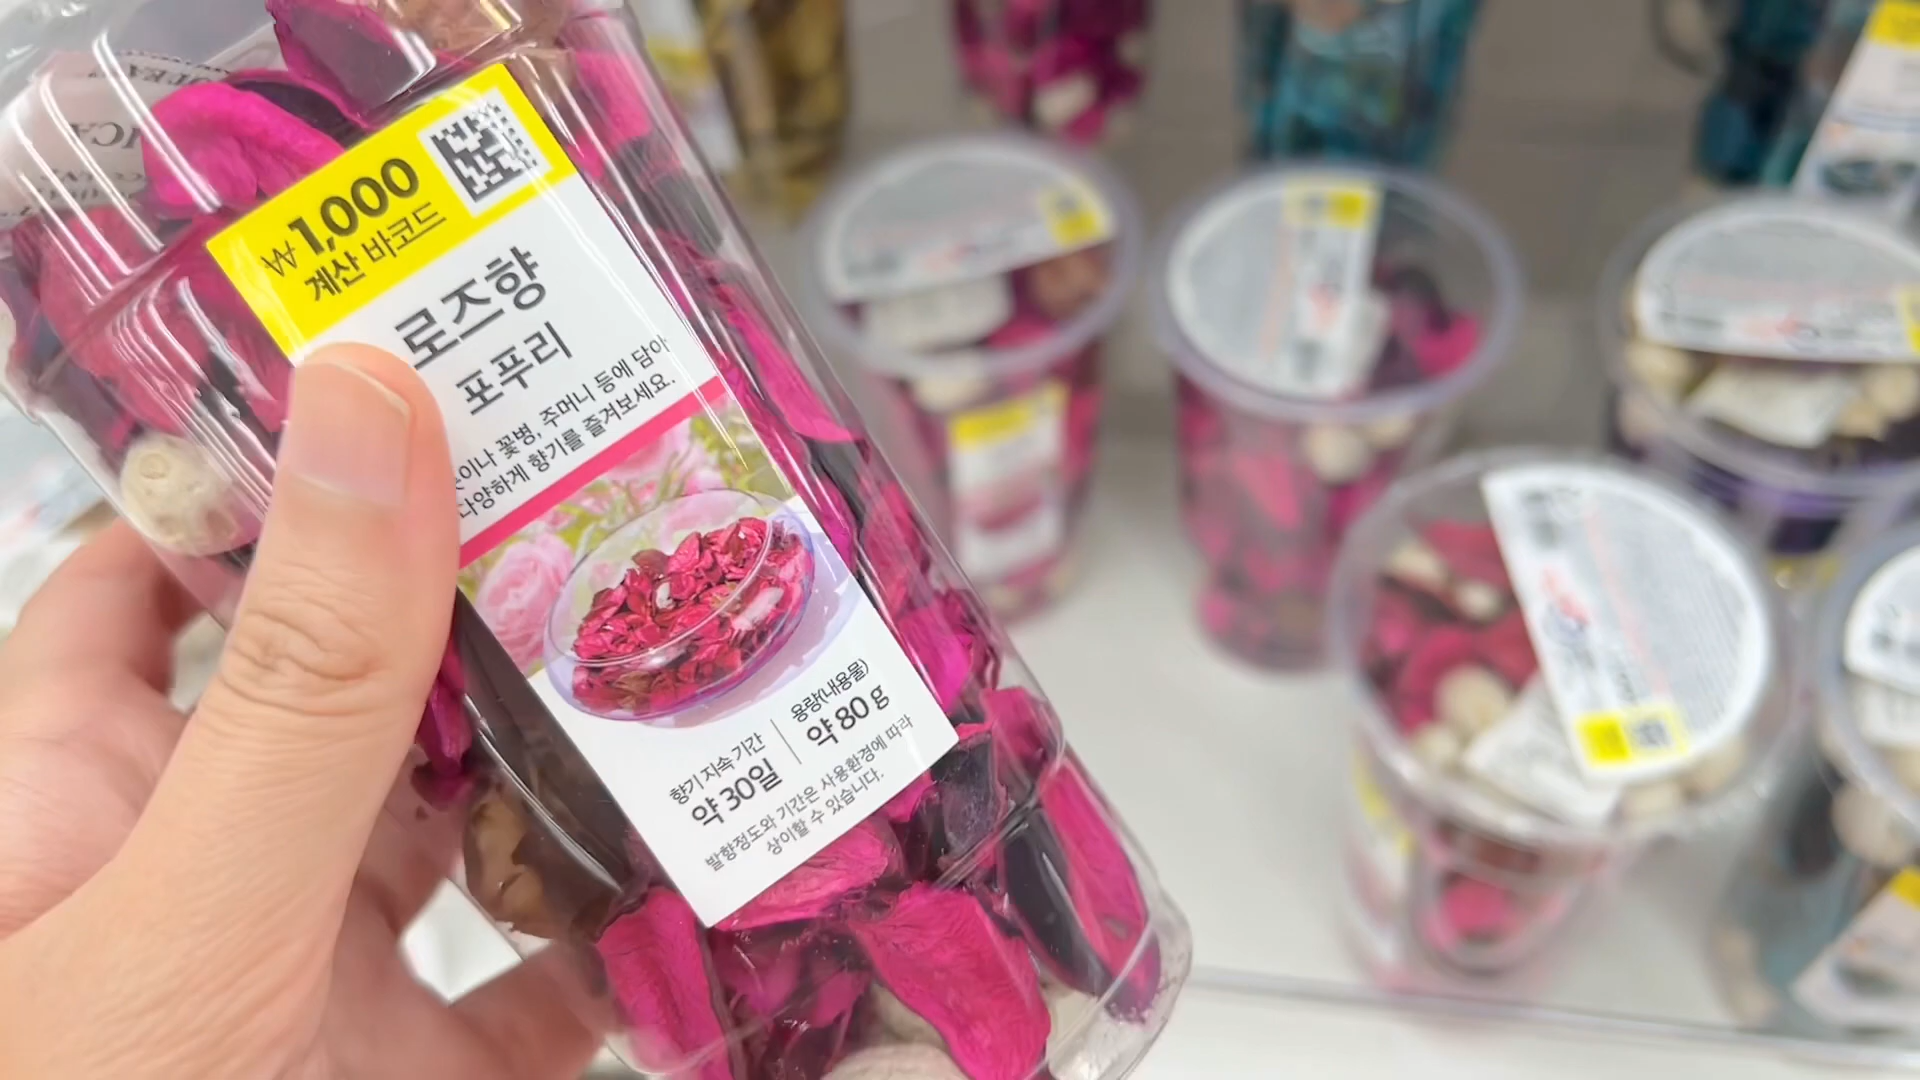 ₩1,000
계산 바코드
로즈향
포푸리
꽃병, 주머니 등에 담아
다양하게 향기를 즐겨보세요.
향기 지속 기간
약 30일
용량(내용물)
약 80 g
발향정도와 기간은 사용환경에 따라
상이할 수 있습니다.